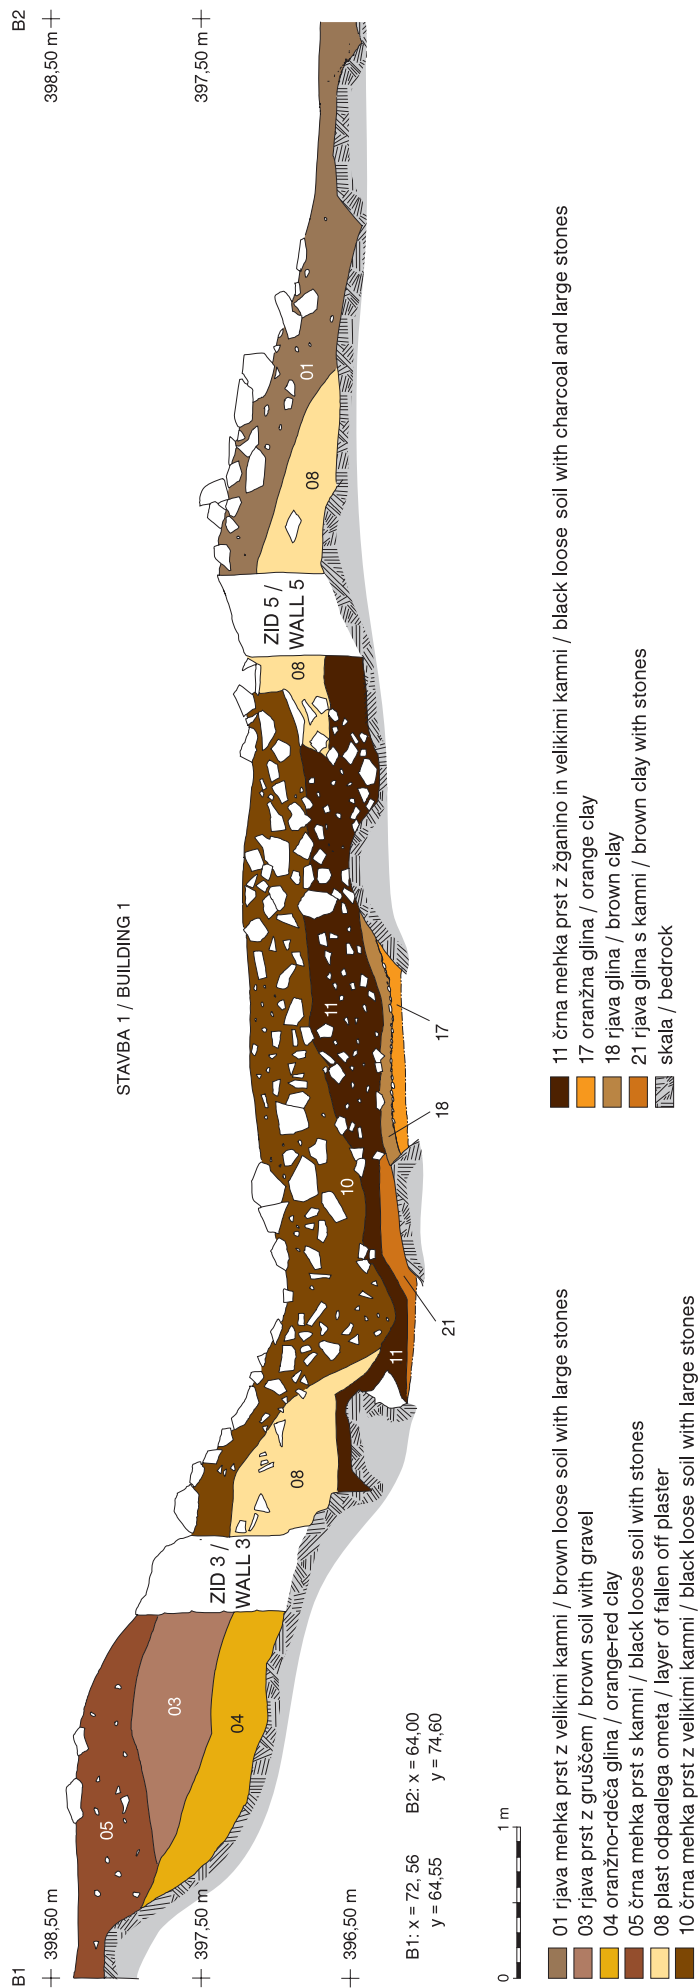 B1
B2
398,50 m
398,50 m
397,50 m
397,50 m
396,50 m
STAVBA 1 / BUILDING 1
05
03
04
ZID 3 /
WALL 3
08
11
10
21
18
11
17
08
ZID 5 /
WALL 5
08
01
B1: x = 72, 56
y = 64,55
B2: x = 64,00
y = 74,60
0
1 m
01 rjava mehka prst z velikimi kamni / brown loose soil with large stones
03 rjava prst z gruščem / brown soil with gravel
04 oranžno-rdeča glina / orange-red clay
05 črna mehka prst s kamni / black loose soil with stones
08 plast odpadlega ometa / layer of fallen off plaster
10 črna mehka prst z velikimi kamni / black loose soil with large stones
11 črna mehka prst z žganino in velikimi kamni / black loose soil with charcoal and large stones
17 oranžna glina / orange clay
18 rjava glina / brown clay
21 rjava glina s kamni / brown clay with stones
skala / bedrock